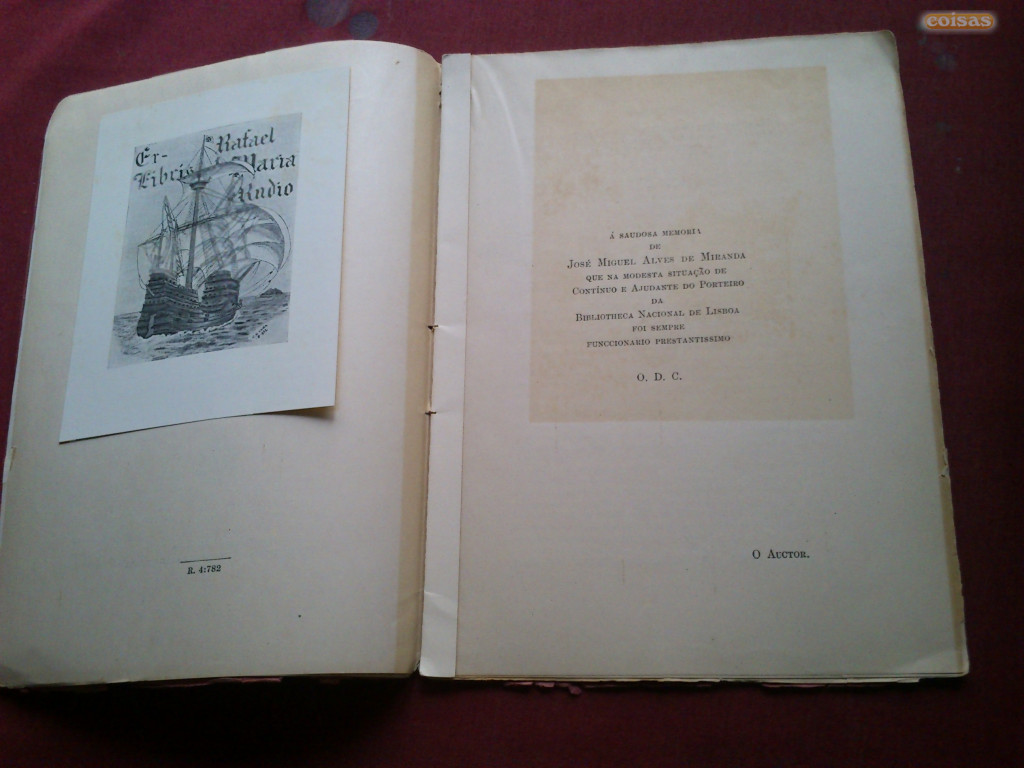 Ex-
Libris
Rafael
Maria
Rudio
R. 4:782
Á SAUDOSA MEMORIA
DE
JOSÉ MIGUEL ALVES DE MIRANDA
QUE NA MODESTA SITUAÇÃO DE
CONTÍNUO E AJUDANTE DO PORTEIRO
DA
BIBLIOTHECA NACIONAL DE LISBOA
FOI SEMPRE
FUNCCIONARIO PRESTANTISSIMO
O. D. C.
O AUCTOR.
coisas